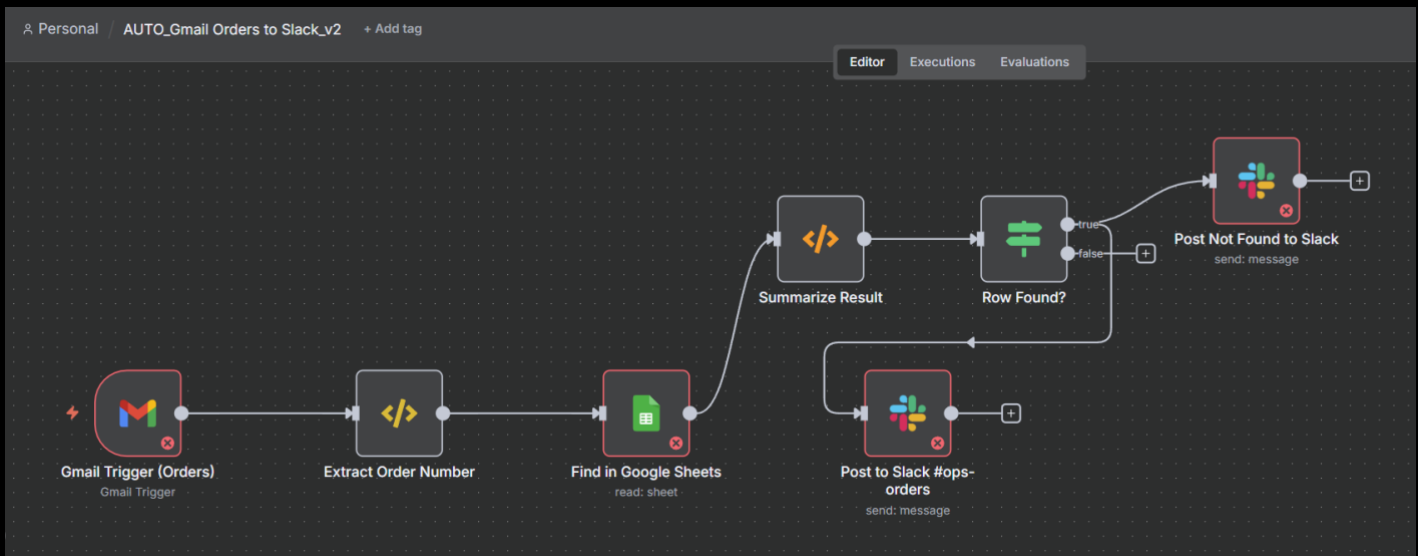 Personal / AUTO_Gmail Orders to Slack_v2 + Add tag
Editor Executions Evaluations
Post Not Found to Slack
send: message
true
false
Summarize Result
Row Found?
Gmail Trigger (Orders)
Gmail Trigger
Extract Order Number
Find in Google Sheets
read: sheet
Post to Slack #ops-
orders
send: message